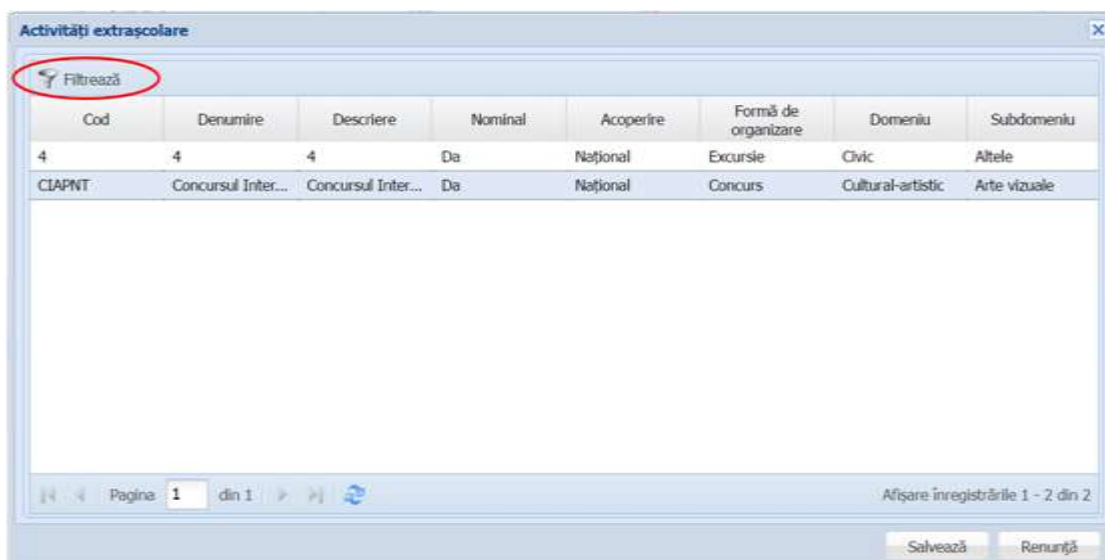 Activități extrașcolare
Filtrează
Cod Denumire Descriere Nominal Acoperire Formă de organizare Domeniu Subdomeniu
4 4 4 Da Național Excursie Civic Altele
CIAPNT Concursul Inter... Concursul Inter... Da Național Concurs Cultural-artistic Arte vizuale
Pagina 1 din 1 Afișare înregistrările 1 - 2 din 2
Salvează Renunță